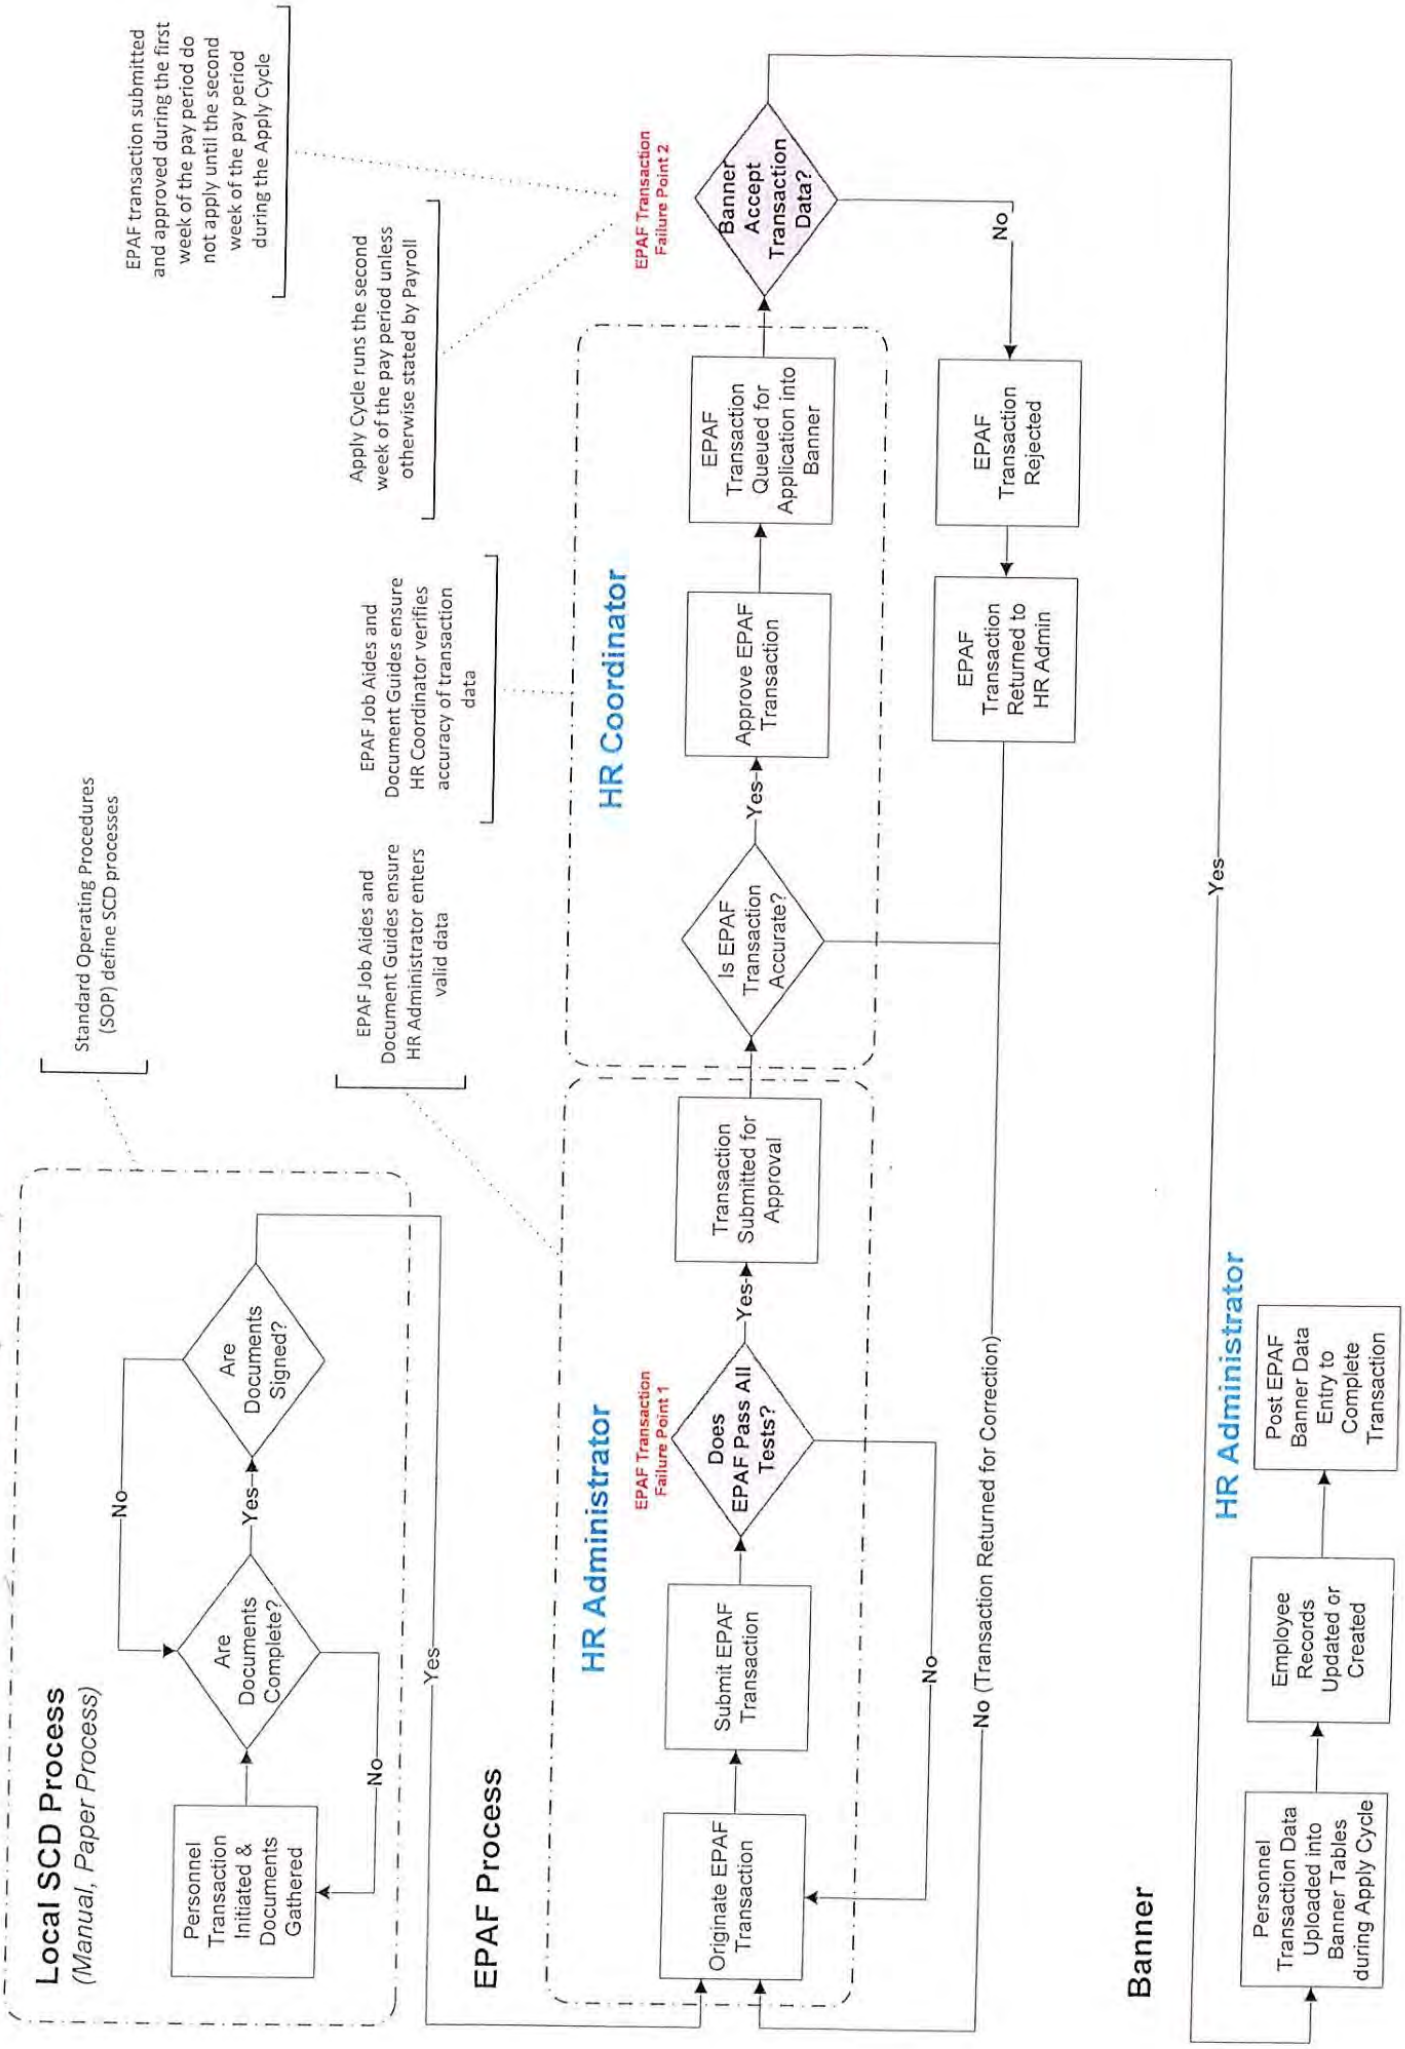 Local SCD Process
(Manual, Paper Process)
Personnel
Transaction
Initiated &
Documents
Gathered
Are
Documents
Complete?
No
Yes
Are
Documents
Signed?
No
Yes
Standard Operating Procedures
(SOP) define SCD processes
EPAF Process
HR Administrator
EPAF Job Aides and
Document Guides ensure
HR Administrator enters
valid data
Originate EPAF
Transaction
Submit EPAF
Transaction
EPAF Transaction
Failure Point 1
Does
EPAF Pass All
Tests?
No
Yes
Transaction
Submitted for
Approval
HR Coordinator
EPAF Job Aides and
Document Guides ensure
HR Coordinator verifies
accuracy of transaction
data
Is EPAF
Transaction
Accurate?
Yes
Approve EPAF
Transaction
EPAF
Transaction
Queued for
Application into
Banner
Apply Cycle runs the second
week of the pay period unless
otherwise stated by Payroll
EPAF transaction submitted
and approved during the first
week of the pay period do
not apply until the second
week of the pay period
during the Apply Cycle
EPAF Transaction
Failure Point 2
Banner
Accept
Transaction
Data?
No
EPAF
Transaction
Rejected
EPAF
Transaction
Returned to
HR Admin
No (Transaction Returned for Correction)
Yes
Banner
Personnel
Transaction Data
Uploaded into
Banner Tables
during Apply Cycle
Employee
Records
Updated or
Created
HR Administrator
Post EPAF
Banner Data
Entry to
Complete
Transaction